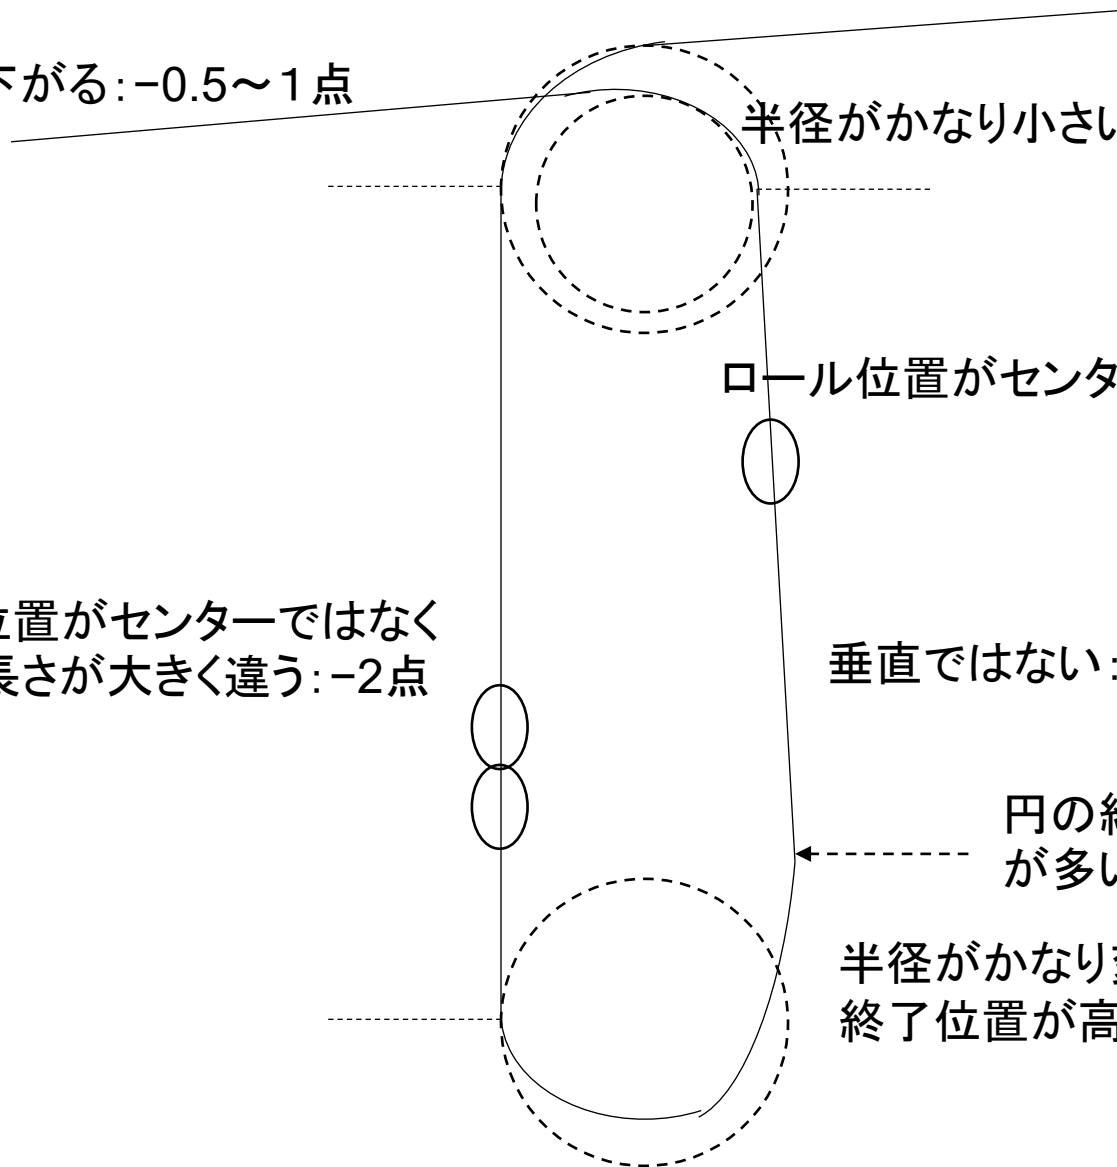 下がる:−0.5～1点
半径がかなり小さい
ロール位置がセンタ
位置がセンターではなく
長さが大きく違う:−2点
垂直ではない:
円の
が多い
半径がかなり
終了位置が高